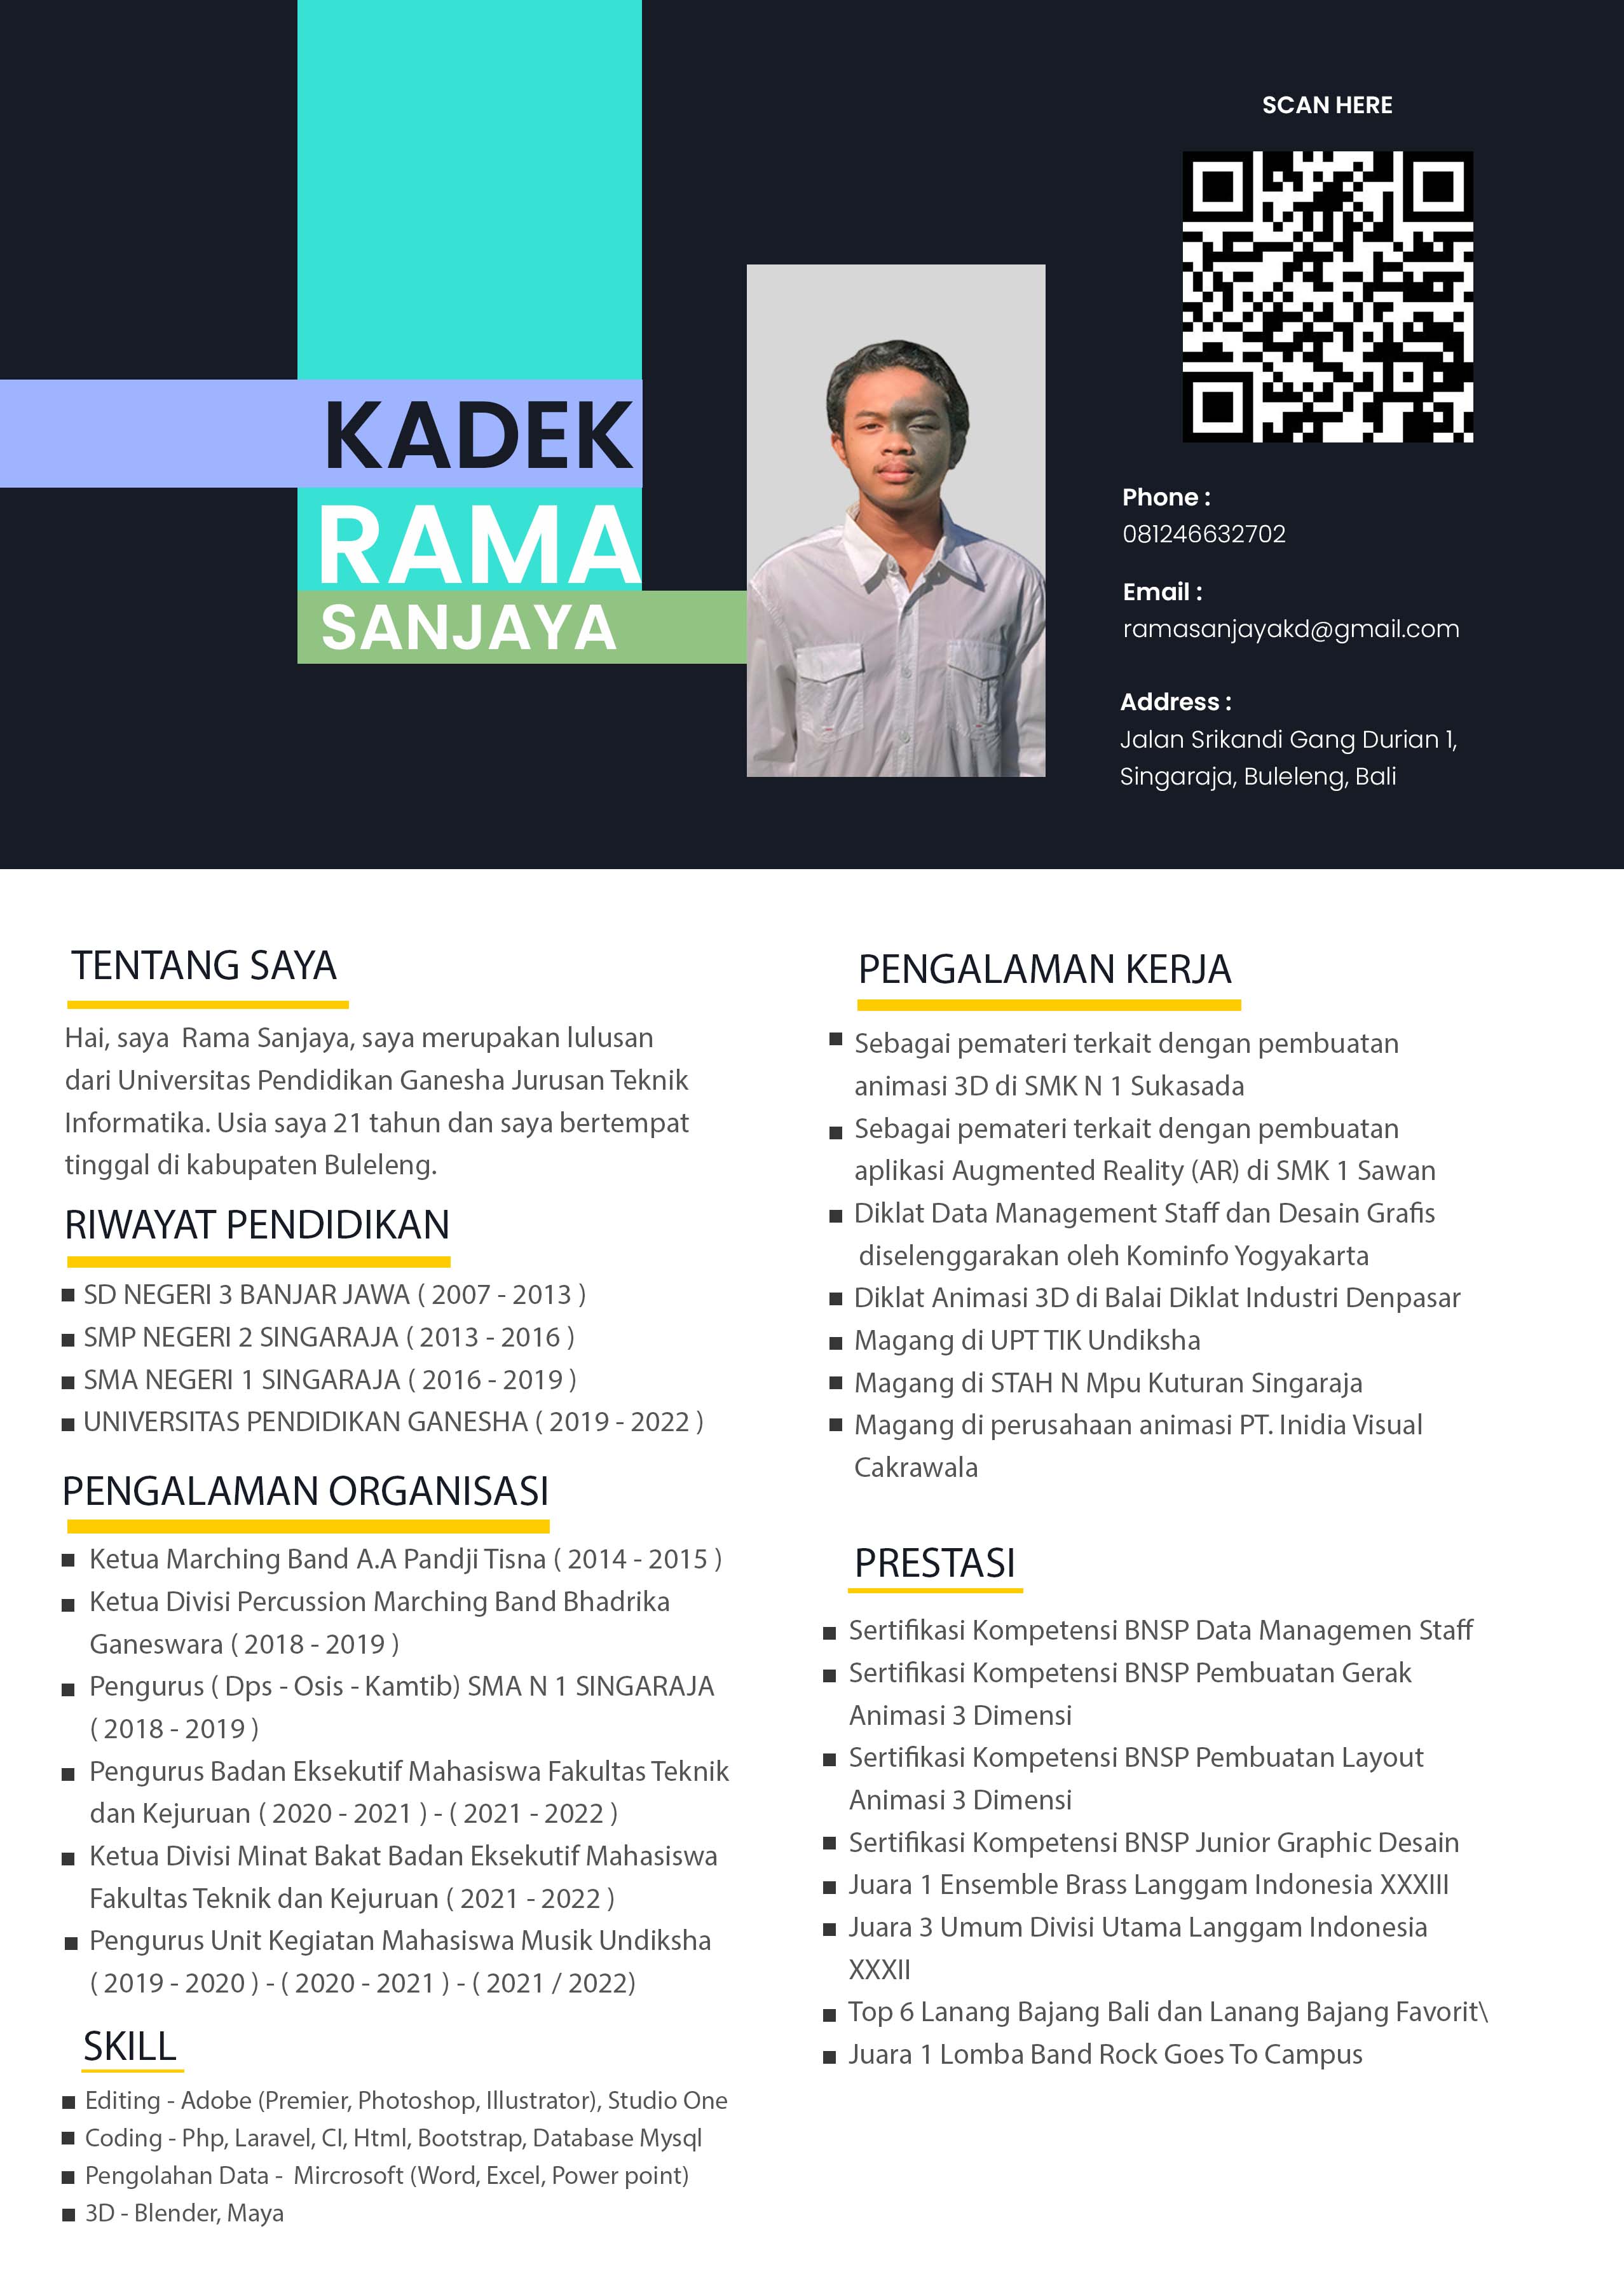 SCAN HERE
KADEK
RAMA
SANJAYA
Phone :
081246632702
Email :
ramasanjayakd@gmail.com
Address :
Jalan Srikandi Gang Durian 1,
Singaraja, Buleleng, Bali
TENTANG SAYA
Hai, saya  Rama Sanjaya, saya merupakan lulusan
dari Universitas Pendidikan Ganesha Jurusan Teknik
Informatika. Usia saya 21 tahun dan saya bertempat
tinggal di kabupaten Buleleng.
RIWAYAT PENDIDIKAN
SD NEGERI 3 BANJAR JAWA ( 2007 - 2013 )
SMP NEGERI 2 SINGARAJA ( 2013 - 2016 )
SMA NEGERI 1 SINGARAJA ( 2016 - 2019 )
UNIVERSITAS PENDIDIKAN GANESHA ( 2019 - 2022 )
PENGALAMAN ORGANISASI
Ketua Marching Band A.A Pandji Tisna ( 2014 - 2015 )
Ketua Divisi Percussion Marching Band Bhadrika
Ganeswara ( 2018 - 2019 )
Pengurus ( Dps - Osis - Kamtib) SMA N 1 SINGARAJA
( 2018 - 2019 )
Pengurus Badan Eksekutif Mahasiswa Fakultas Teknik
dan Kejuruan ( 2020 - 2021 ) - ( 2021 - 2022 )
Ketua Divisi Minat Bakat Badan Eksekutif Mahasiswa
Fakultas Teknik dan Kejuruan ( 2021 - 2022 )
Pengurus Unit Kegiatan Mahasiswa Musik Undiksha
( 2019 - 2020 ) - ( 2020 - 2021 ) - ( 2021 / 2022)
SKILL
Editing - Adobe (Premier, Photoshop, Illustrator), Studio One
Coding - Php, Laravel, CI, Html, Bootstrap, Database Mysql
Pengolahan Data -  Mircrosoft (Word, Excel, Power point)
3D - Blender, Maya
PENGALAMAN KERJA
Sebagai pemateri terkait dengan pembuatan
animasi 3D di SMK N 1 Sukasada
Sebagai pemateri terkait dengan pembuatan
aplikasi Augmented Reality (AR) di SMK 1 Sawan
Diklat Data Management Staff dan Desain Grafis
diselenggarakan oleh Kominfo Yogyakarta
Diklat Animasi 3D di Balai Diklat Industri Denpasar
Magang di UPT TIK Undiksha
Magang di STAH N Mpu Kuturan Singaraja
Magang di perusahaan animasi PT. Inidia Visual
Cakrawala
PRESTASI
Sertifikasi Kompetensi BNSP Data Managemen Staff
Sertifikasi Kompetensi BNSP Pembuatan Gerak
Animasi 3 Dimensi
Sertifikasi Kompetensi BNSP Pembuatan Layout
Animasi 3 Dimensi
Sertifikasi Kompetensi BNSP Junior Graphic Desain
Juara 1 Ensemble Brass Langgam Indonesia XXXIII
Juara 3 Umum Divisi Utama Langgam Indonesia
XXXII
Top 6 Lanang Bajang Bali dan Lanang Bajang Favorit\
Juara 1 Lomba Band Rock Goes To Campus